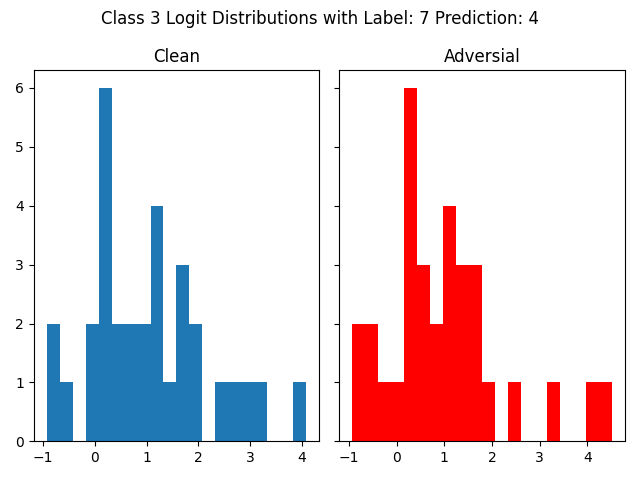 Class 3 Logit Distributions with Label: 7 Prediction: 4
Clean
Adversial
6
5
4
3
2
1
0
−1 0 1 2 3 4
−1 0 1 2 3 4